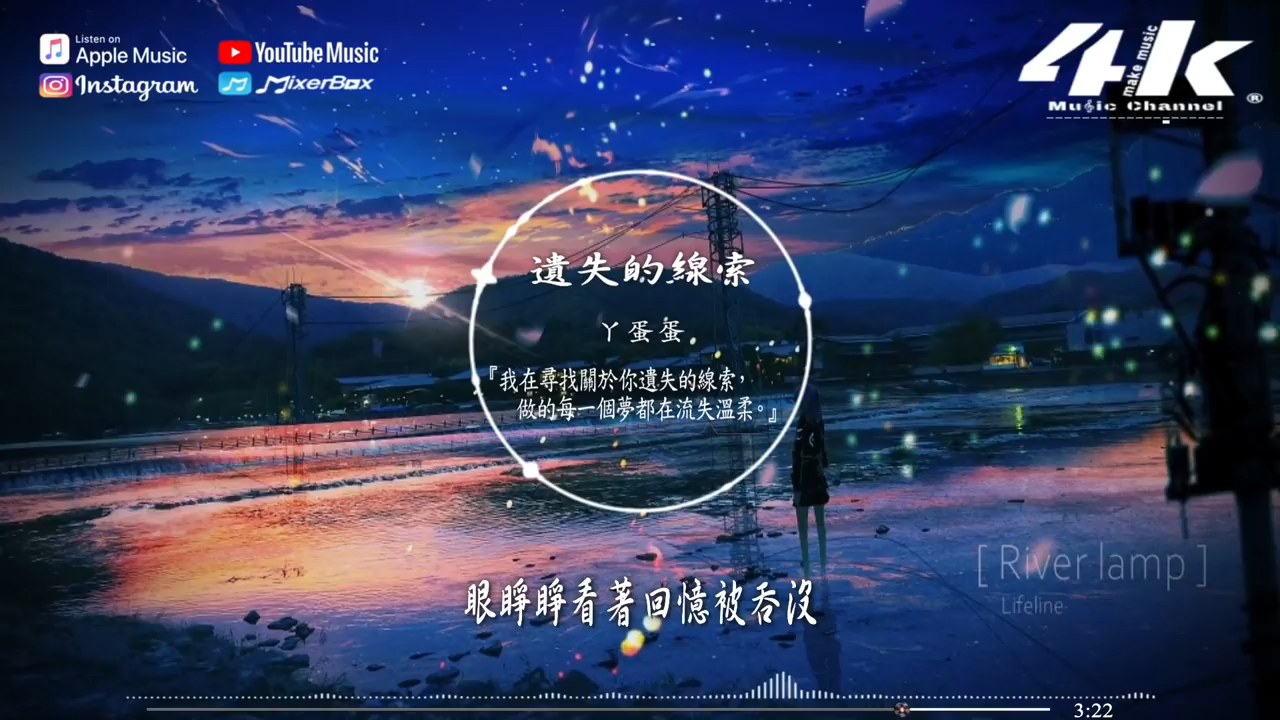 Listen on
Apple Music
YouTube Music
Instagram
MixerBox
4k
make music
Music Channel
®
遺失的線索
丫蛋蛋
『我在尋找關於你遺失的線索，
做的每一個夢都在流失溫柔。』
[ River lamp ]
Lifeline
眼睜睜看著回憶被吞沒
3:22